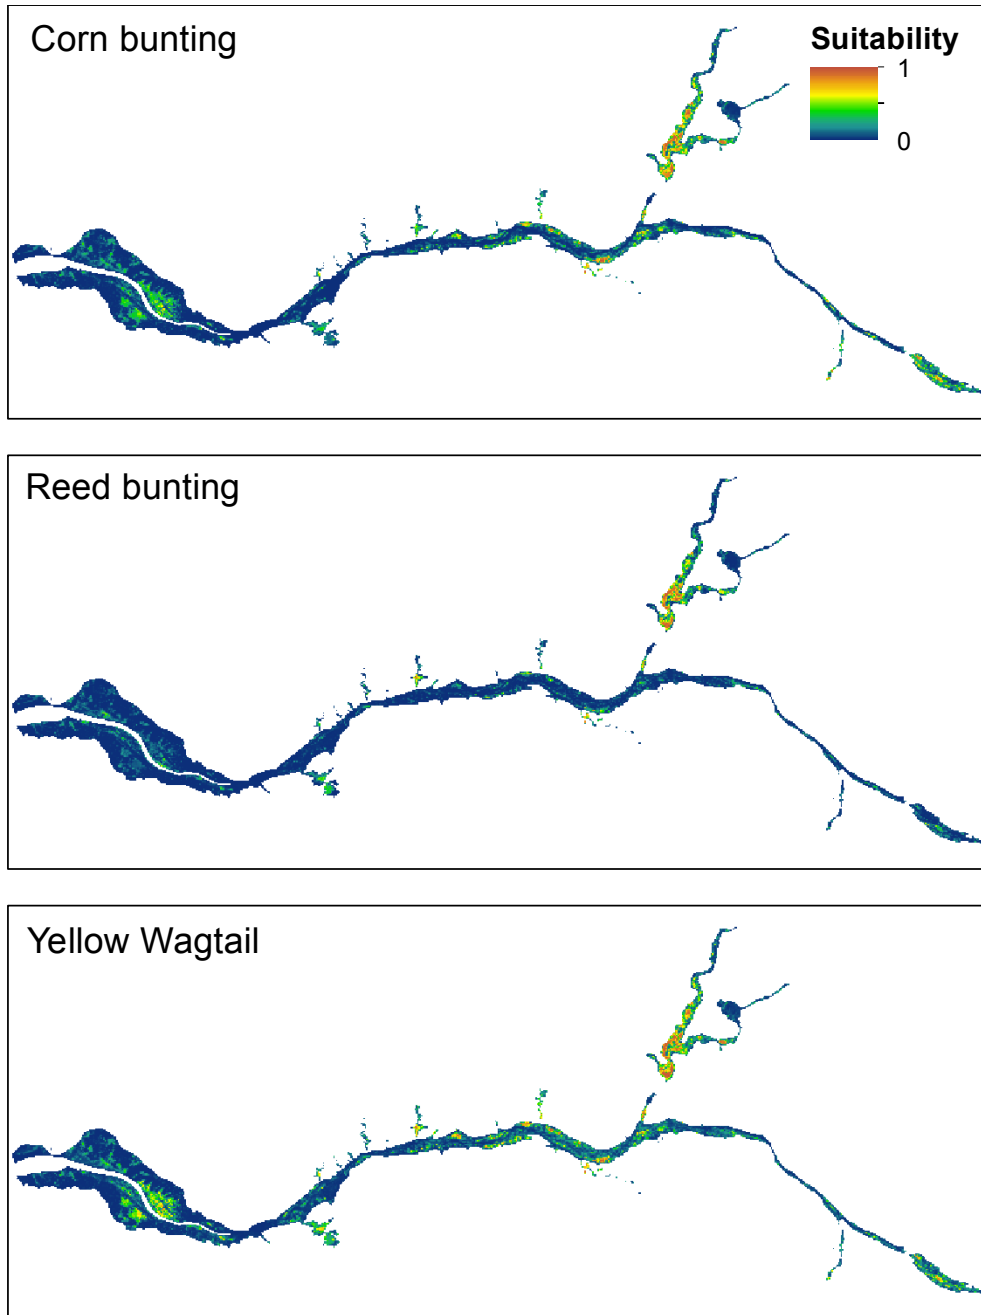 Corn bunting
Suitability
1
0
Reed bunting
Yellow Wagtail